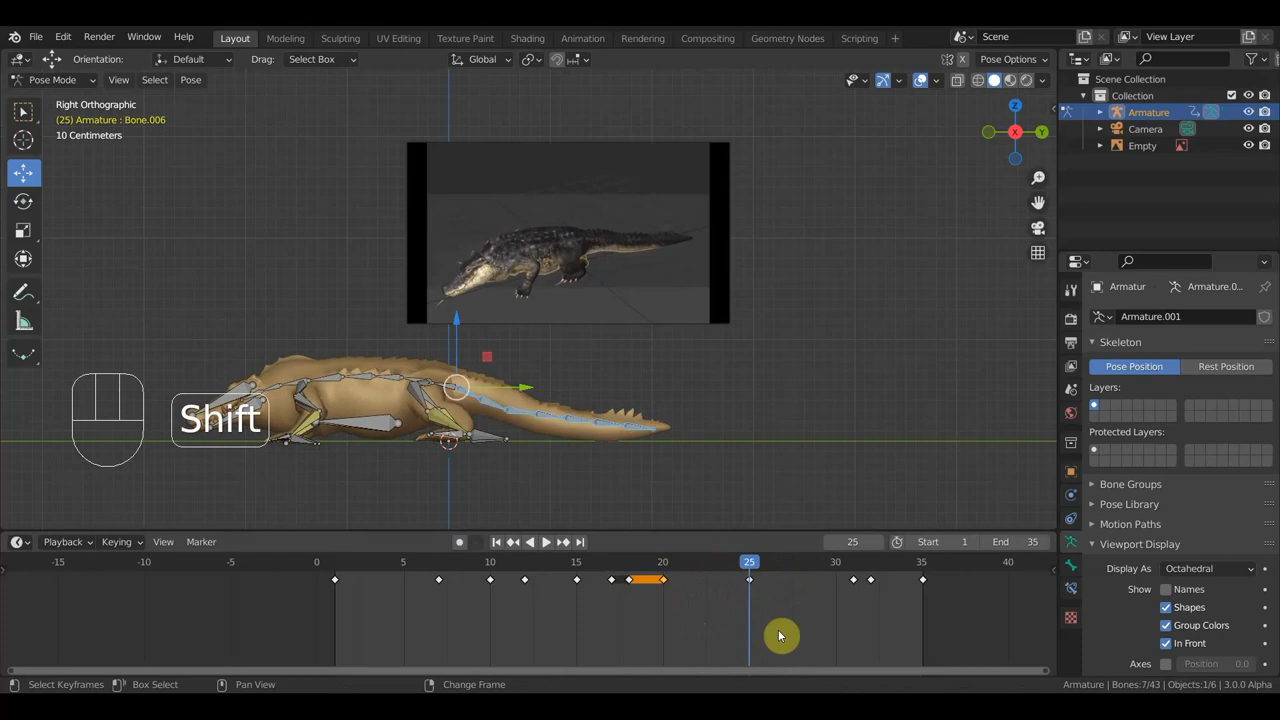 File Edit Render Window Help Layout Modeling Sculpting UV Editing Texture Paint Shading Animation Rendering Compositing Geometry Nodes Scripting + Scene View Layer
Orientation: Default Drag: Select Box Global X Pose Options
Pose Mode View Select Pose
Right Orthographic
(25) Armature : Bone.006
10 Centimeters
Z
X
Y
Shift
Scene Collection
Collection
Armature
Camera
Empty
Armatur Armature.0...
Armature.001
Skeleton
Pose Position Rest Position
Layers:
Protected Layers:
Bone Groups
Pose Library
Motion Paths
Viewport Display
Display As Octahedral
Show Names
Shapes
Group Colors
In Front
Axes Position 0.0
Playback Keying View Marker 25 Start 1 End 35
-15 -10 -5 0 5 10 15 20 25 30 35 40
Select Keyframes Box Select Pan View Change Frame Armature | Bones:7/43 | Objects:1/6 | 3.0.0 Alpha